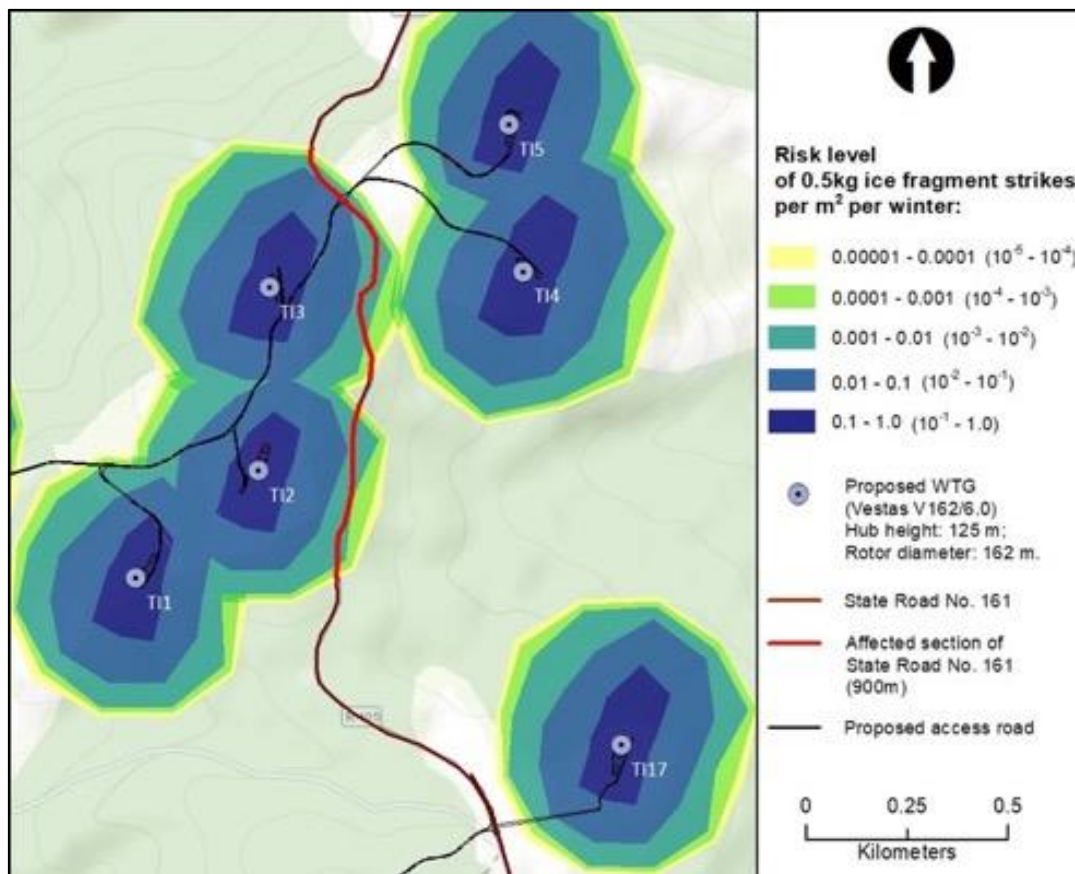 TI5
TI4
TI3
TI2
TI1
TI17
Risk level
of 0.5kg ice fragment strikes
per m² per winter:
0.00001 - 0.0001 (10⁻⁵ - 10⁻⁴)
0.0001 - 0.001 (10⁻⁴ - 10⁻³)
0.001 - 0.01 (10⁻³ - 10⁻²)
0.01 - 0.1 (10⁻² - 10⁻¹)
0.1 - 1.0 (10⁻¹ - 1.0)
Proposed WTG
(Vestas V162/6.0)
Hub height: 125 m;
Rotor diameter: 162 m.
State Road No. 161
Affected section of
State Road No. 161
(900m)
Proposed access road
0 0.25 0.5
Kilometers